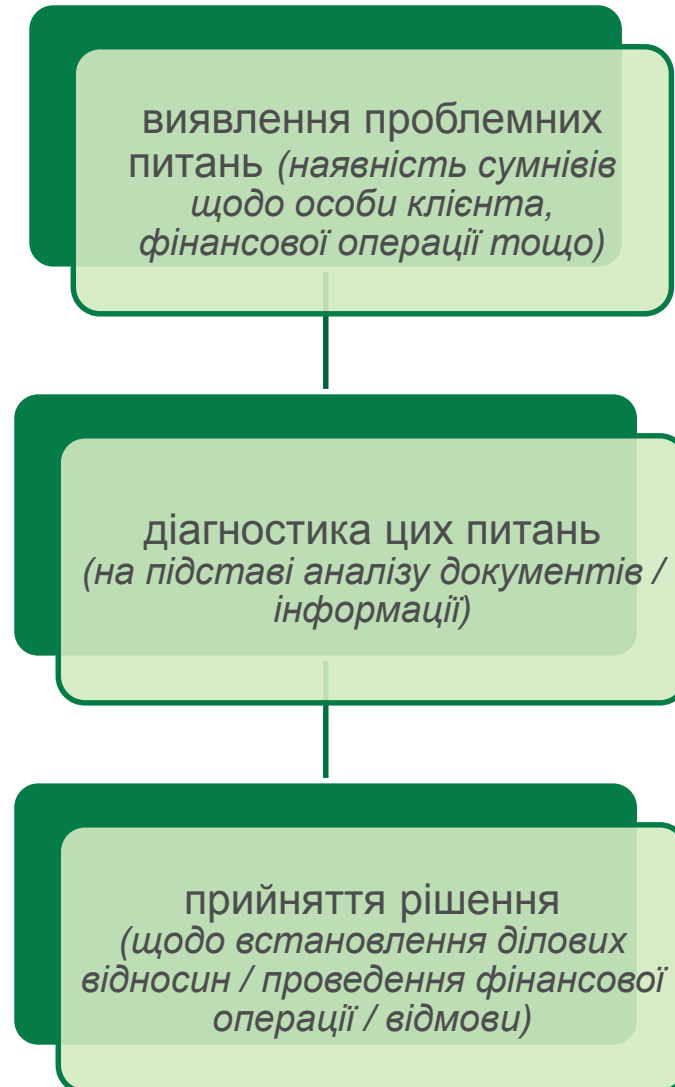 виявлення проблемних
питань (наявність сумнівів
щодо особи клієнта,
фінансової операції тощо)
діагностика цих питань
(на підставі аналізу документів /
інформації)
прийняття рішення
(щодо встановлення ділових
відносин / проведення фінансової
операції / відмови)